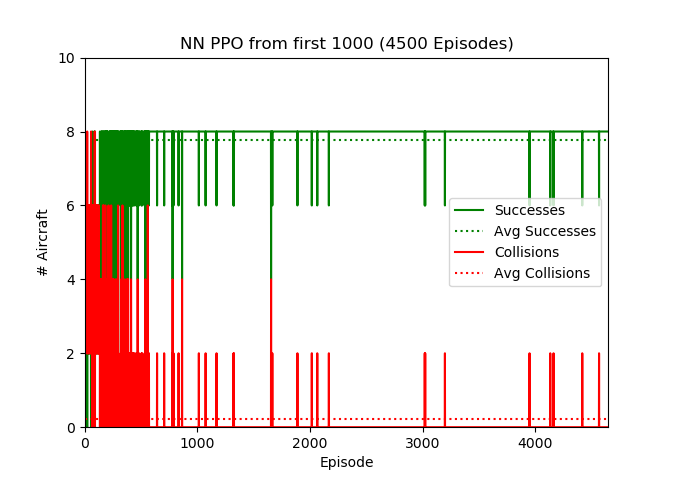 NN PPO from first 1000 (4500 Episodes)
10
8
6
4
2
0
# Aircraft
Successes
Avg Successes
Collisions
Avg Collisions
0 1000 2000 3000 4000
Episode